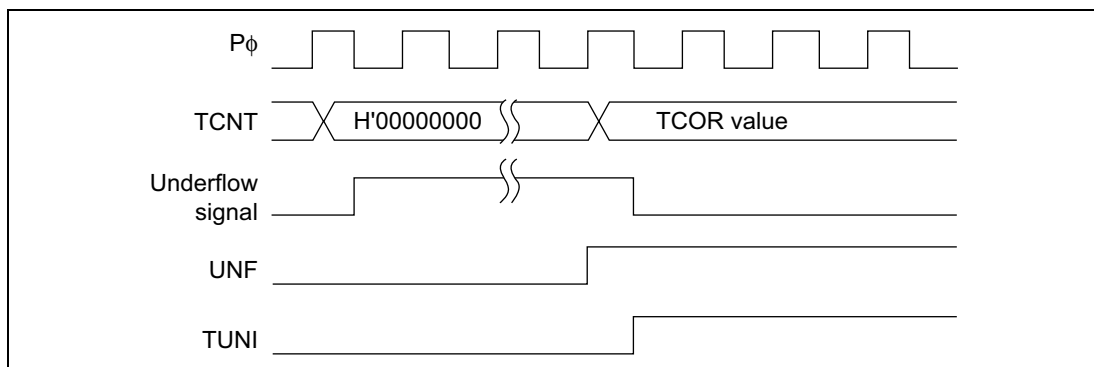 Pϕ
TCNT H'00000000 TCOR value
Underflow
signal
UNF
TUNI